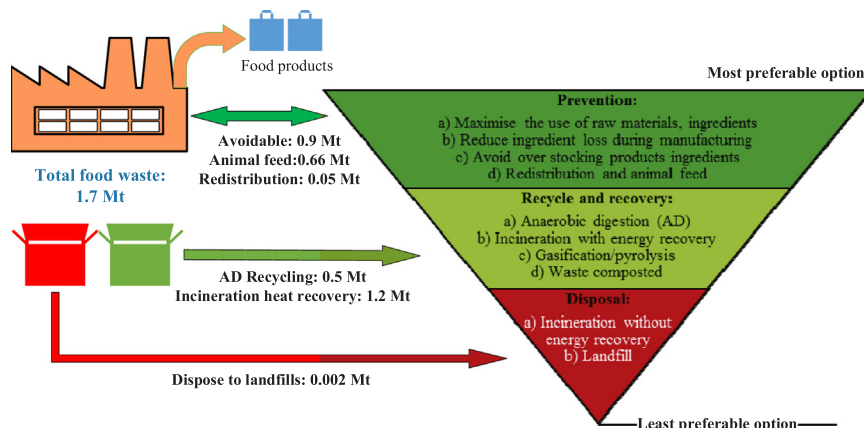 Food products
Most preferable option
Avoidable: 0.9 Mt
Animal feed:0.66 Mt
Redistribution: 0.05 Mt
Total food waste:
1.7 Mt
Prevention:
a) Maximise the use of raw materials, ingredients
b) Reduce ingredient loss during manufacturing
c) Avoid over stocking products ingredients
d) Redistribution and animal feed
Recycle and recovery:
a) Anaerobic digestion (AD)
b) Incineration with energy recovery
c) Gasification/pyrolysis
d) Waste composted
AD Recycling: 0.5 Mt
Incineration heat recovery: 1.2 Mt
Disposal:
a) Incineration without
energy recovery
b) Landfill
Dispose to landfills: 0.002 Mt
Least preferable option